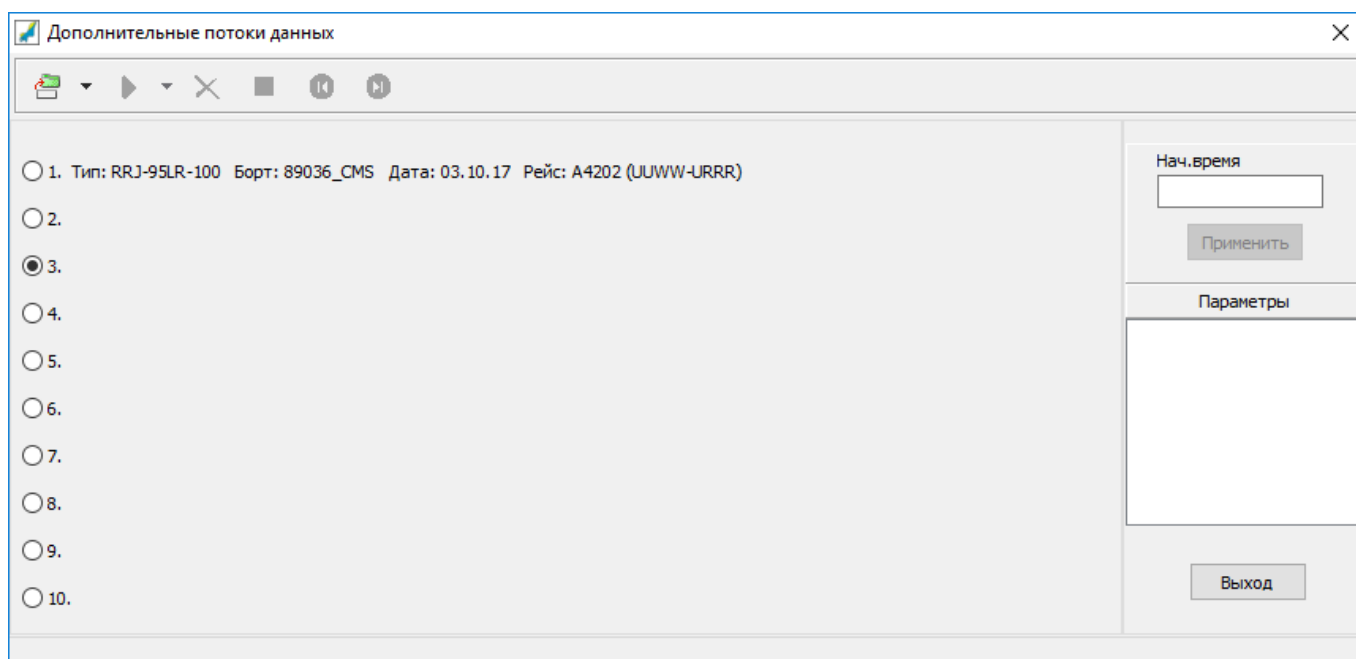 Дополнительные потоки данных
1. Тип: RRJ-95LR-100 Борт: 89036_CMS Дата: 03.10.17 Рейс: A4202 (UUWW-URRR)
2.
3.
4.
5.
6.
7.
8.
9.
10.
Нач.время
Применить
Параметры
Выход